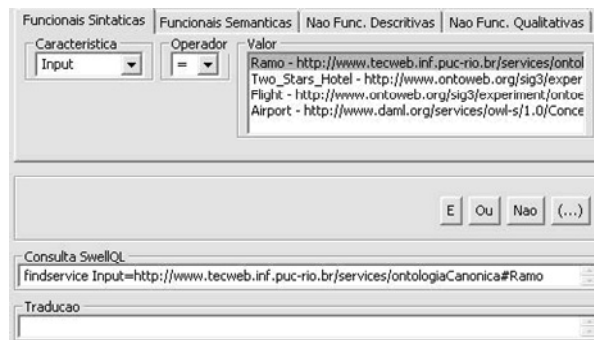 Funcionais Sintaticas Funcionais Semanticas Nao Func. Descritivas Nao Func. Qualitativas
Caracteristica Operador Valor
Input = Ramo - http://www.tecweb.inf.puc-rio.br/services/ontol
Two_Stars_Hotel - http://www.ontoweb.org/sig3/exper
Flight - http://www.ontoweb.org/sig3/experiment/ontoe
Airport - http://www.daml.org/services/owl-s/1.0/Conce
E Ou Nao (...)
Consulta SwellQL
findservice Input=http://www.tecweb.inf.puc-rio.br/services/ontologiaCanonica#Ramo
Traducao